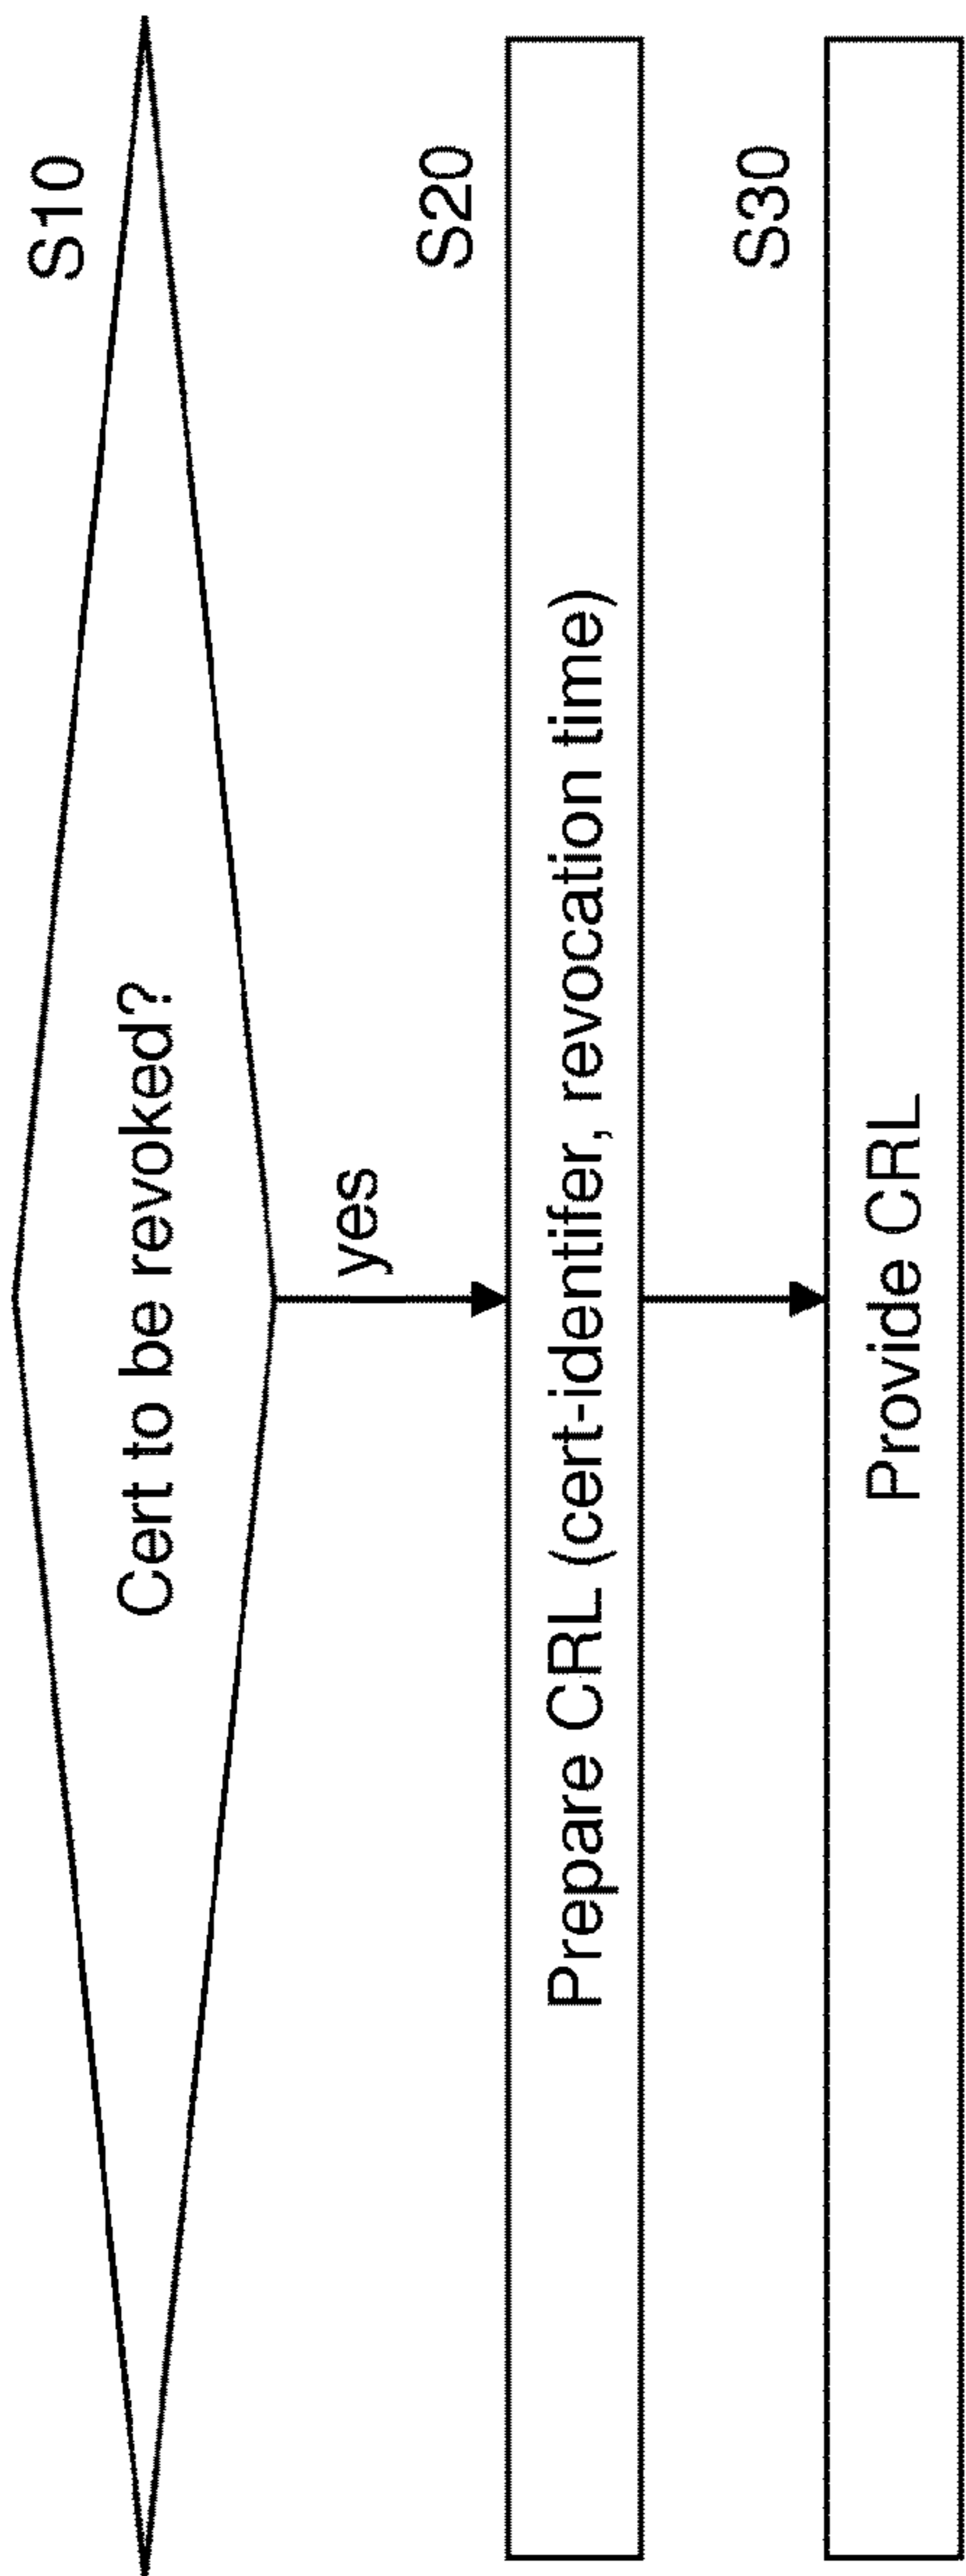 S10
Cert to be revoked?
yes
S20
Prepare CRL (cert-identifer, revocation time)
S30
Provide CRL